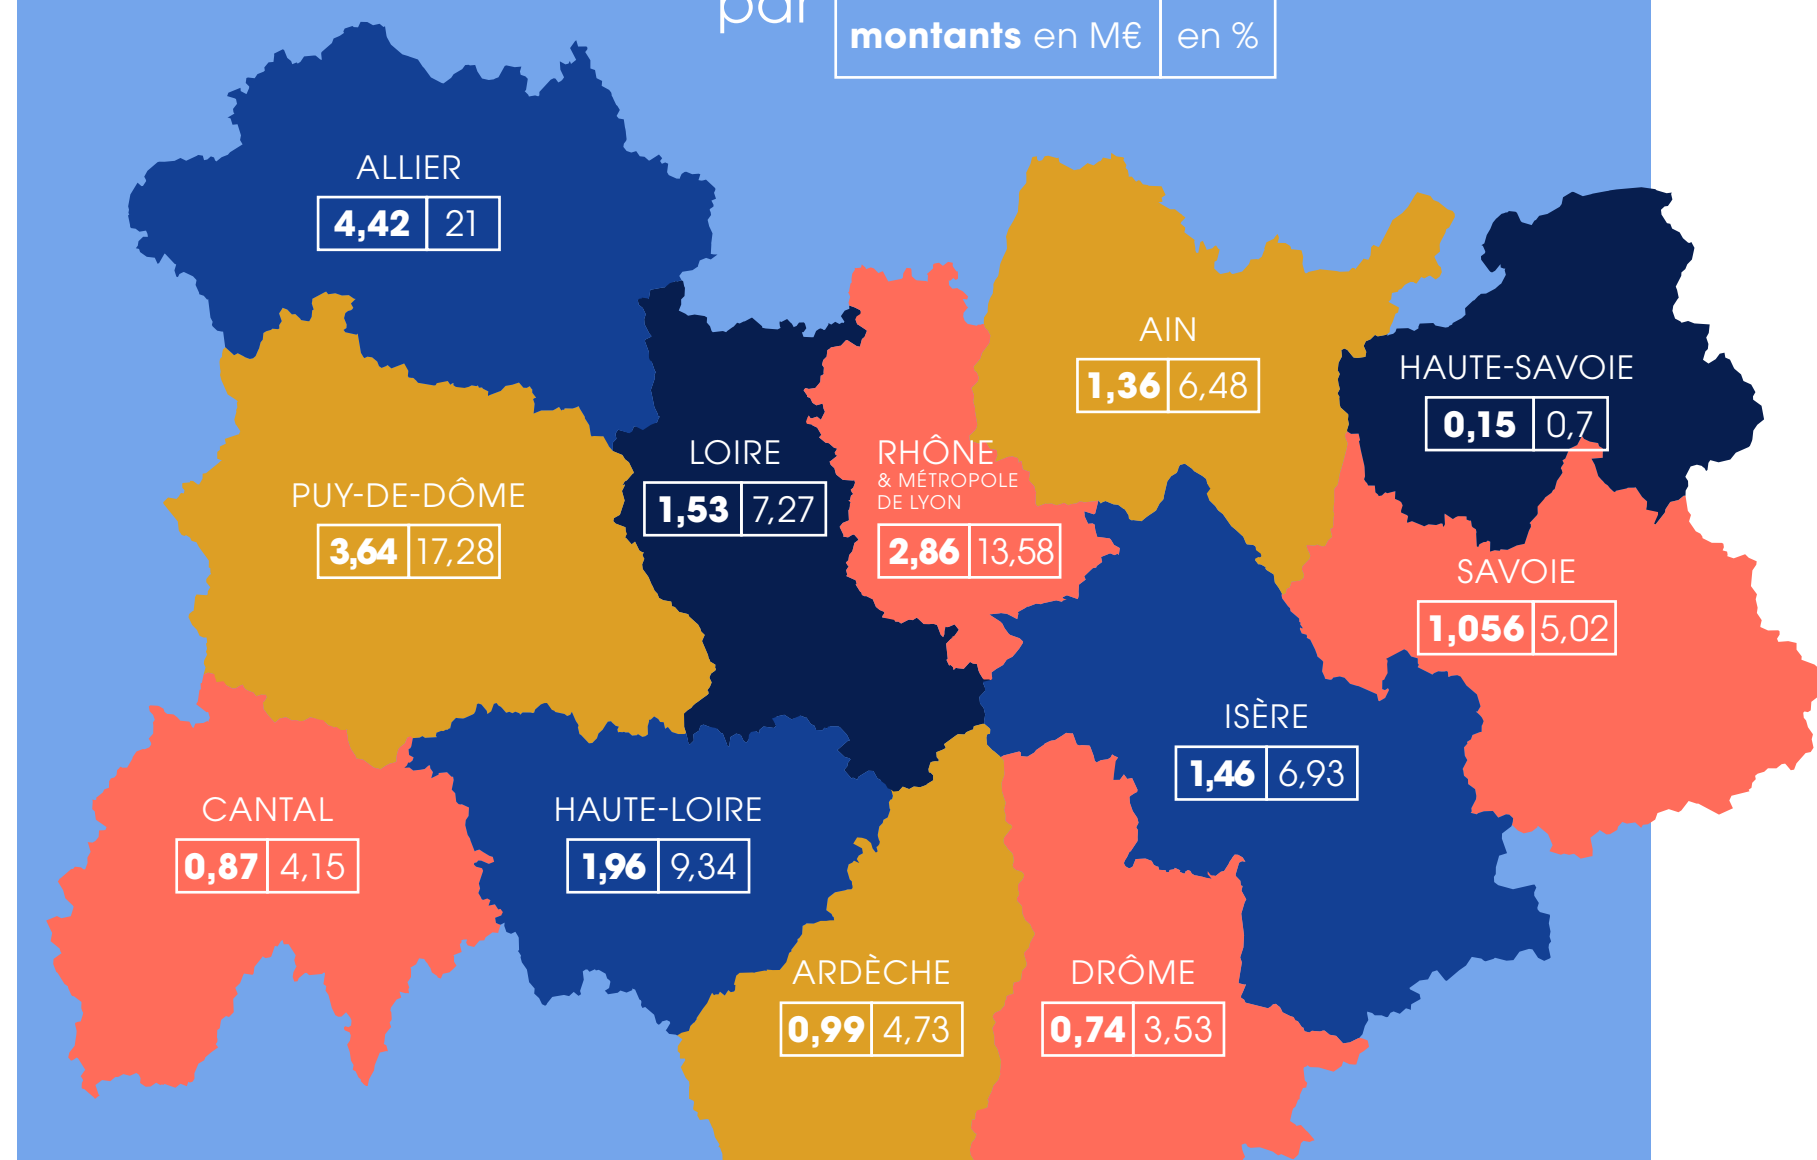 par
montants en M€ en %
ALLIER
4,42 21
AIN
1,36 6,48
HAUTE-SAVOIE
0,15 0,7
LOIRE
1,53 7,27
RHÔNE
& MÉTROPOLE
DE LYON
2,86 13,58
PUY-DE-DÔME
3,64 17,28
SAVOIE
1,056 5,02
ISÈRE
1,46 6,93
CANTAL
0,87 4,15
HAUTE-LOIRE
1,96 9,34
ARDÈCHE
0,99 4,73
DRÔME
0,74 3,53